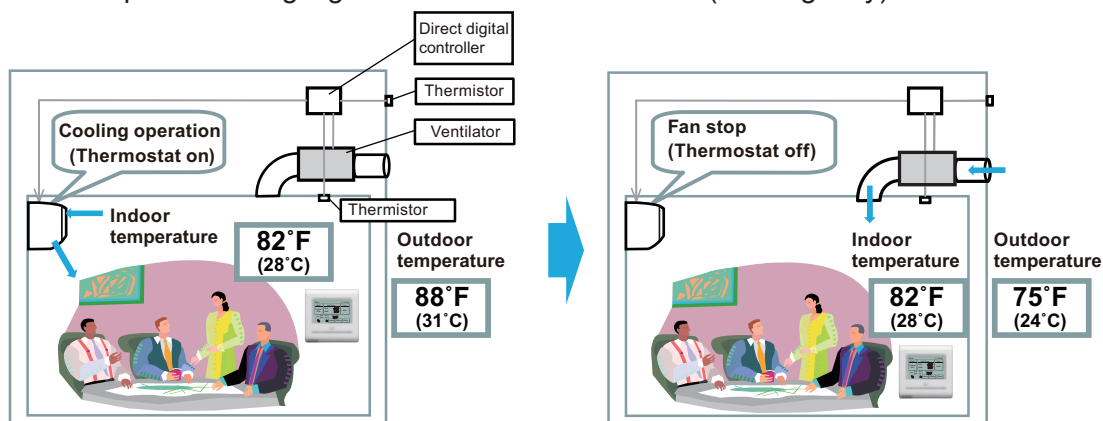 Direct digital
controller
Thermistor
Ventilator
Cooling operation
(Thermostat on)
Thermistor
Indoor
temperature
82˚F
(28˚C)
Outdoor
temperature
88˚F
(31˚C)
Fan stop
(Thermostat off)
Indoor
temperature
82˚F
(28˚C)
Outdoor
temperature
75˚F
(24˚C)